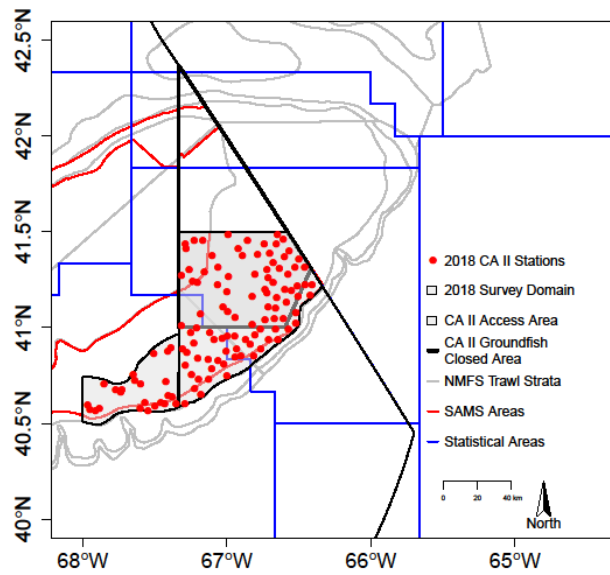 42.5°N
42°N
41.5°N
41°N
40.5°N
40°N
2018 CA II Stations
2018 Survey Domain
CA II Access Area
CA II Groundfish
Closed Area
NMFS Trawl Strata
SAMS Areas
Statistical Areas
0 20 40 km
North
68°W 67°W 66°W 65°W